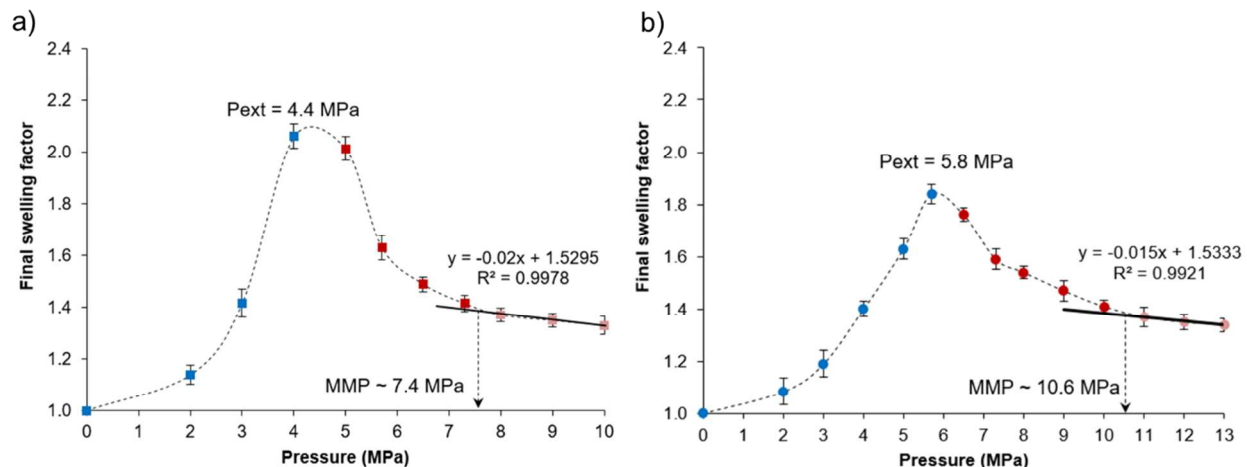 a)
Final swelling factor
2.4
2.2
2.0
1.8
1.6
1.4
1.2
1.0
Pext = 4.4 MPa
y = -0.02x + 1.5295
R² = 0.9978
MMP ~ 7.4 MPa
0 1 2 3 4 5 6 7 8 9 10
Pressure (MPa)
b)
Final swelling factor
2.4
2.2
2.0
1.8
1.6
1.4
1.2
1.0
Pext = 5.8 MPa
y = -0.015x + 1.5333
R² = 0.9921
MMP ~ 10.6 MPa
0 1 2 3 4 5 6 7 8 9 10 11 12 13
Pressure (MPa)